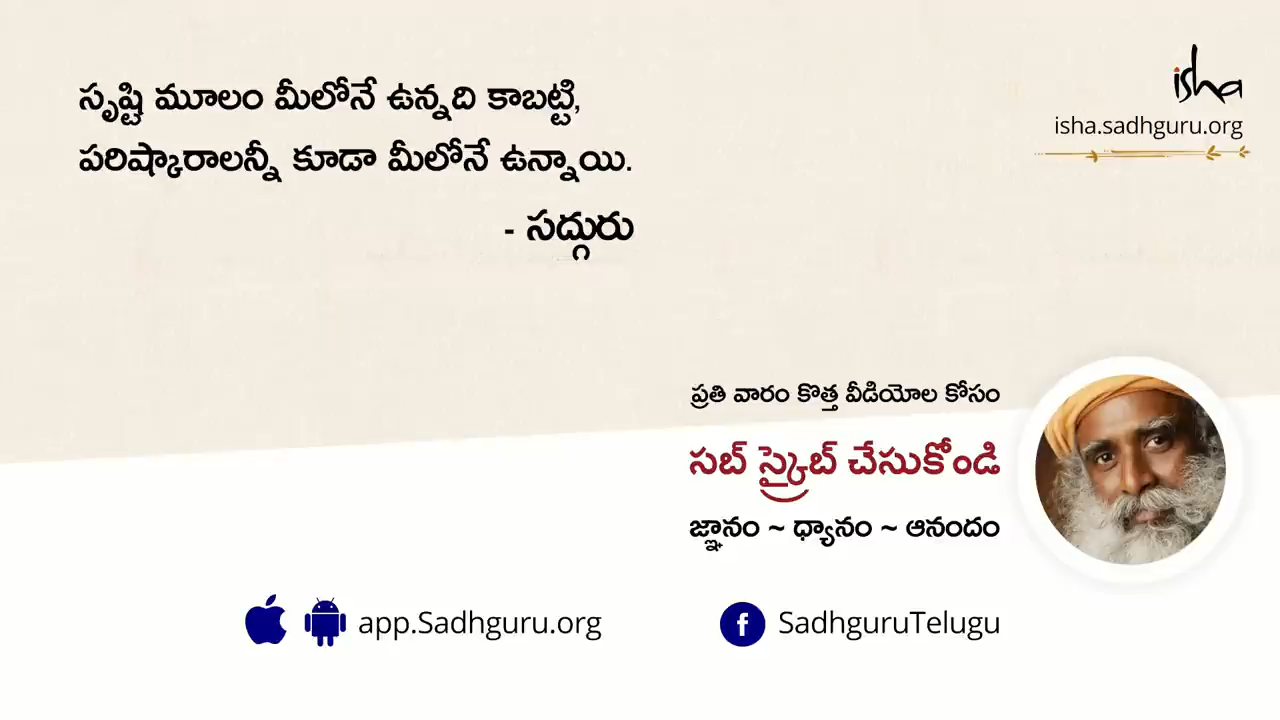 సృష్టి మూలం మీలోనే ఉన్నది కాబట్టి,
పరిష్కారాలన్నీ కూడా మీలోనే ఉన్నాయి.
- సద్గురు
isha
isha.sadhguru.org
ప్రతి వారం కొత్త వీడియోల కోసం
సబ్ స్క్రైబ్ చేసుకోండి
జ్ఞానం ~ ధ్యానం ~ ఆనందం
app.Sadhguru.org
SadhguruTelugu